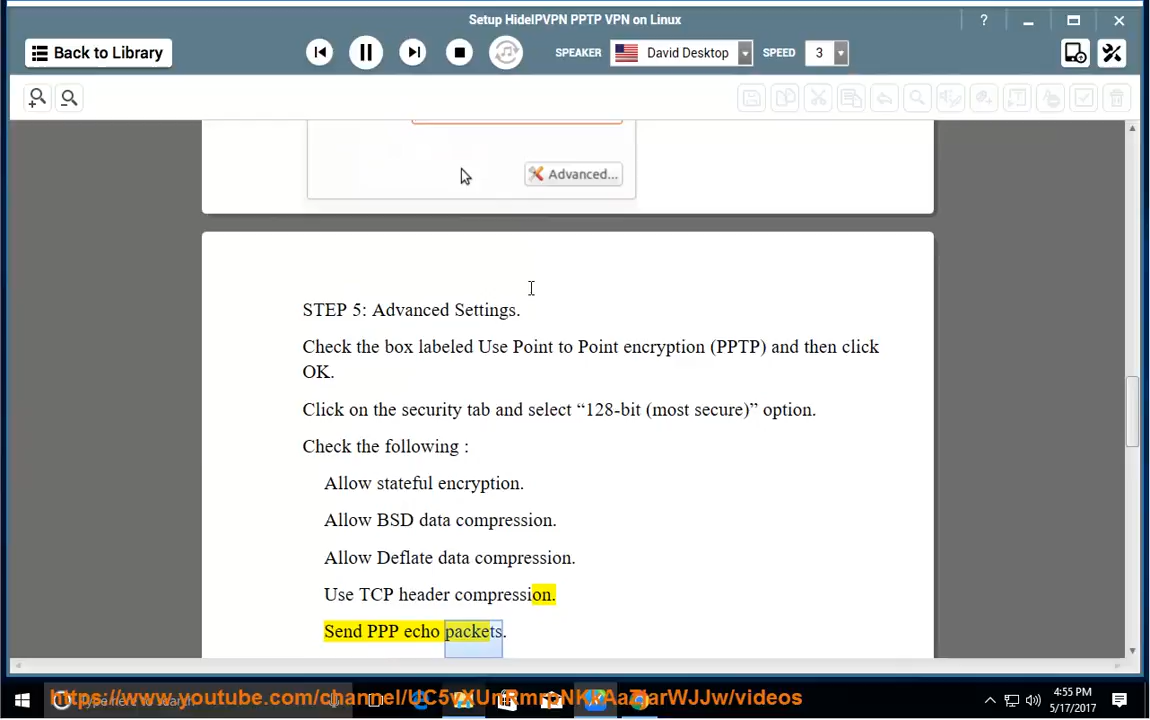 Setup HideIPVPN PPTP VPN on Linux
?
Back to Library
SPEAKER
David Desktop
SPEED
3
Advanced...
STEP 5: Advanced Settings.
Check the box labeled Use Point to Point encryption (PPTP) and then click
OK.
Click on the security tab and select “128-bit (most secure)” option.
Check the following :
Allow stateful encryption.
Allow BSD data compression.
Allow Deflate data compression.
Use TCP header compression.
Send PPP echo packets.
4:55 PM
5/17/2017